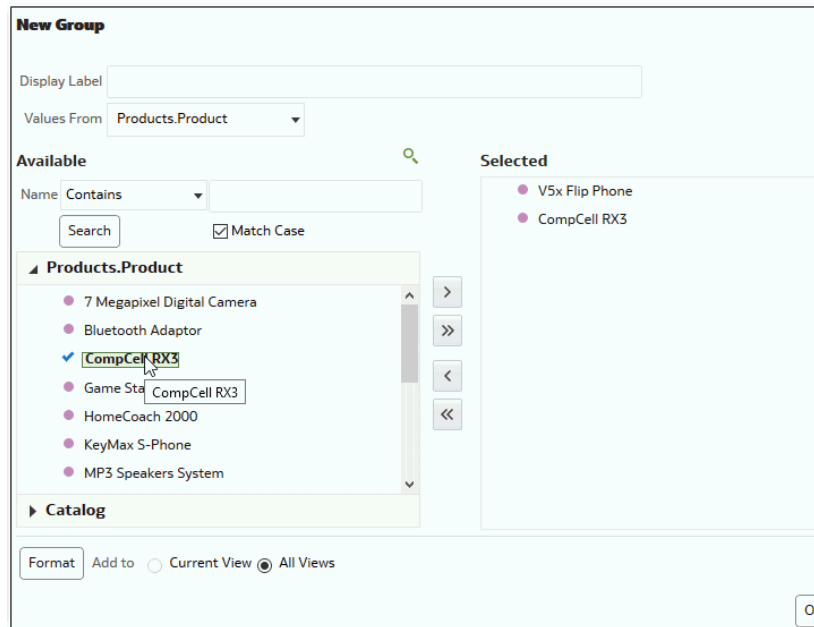 New Group
Display Label
Values From Products.Product
Available
Selected
Name Contains
Search
Match Case
Products.Product
7 Megapixel Digital Camera
Bluetooth Adaptor
CompCell RX3
Game Sta
CompCell RX3
HomeCoach 2000
KeyMax S-Phone
MP3 Speakers System
Catalog
V5x Flip Phone
CompCell RX3
Format Add to Current View All Views